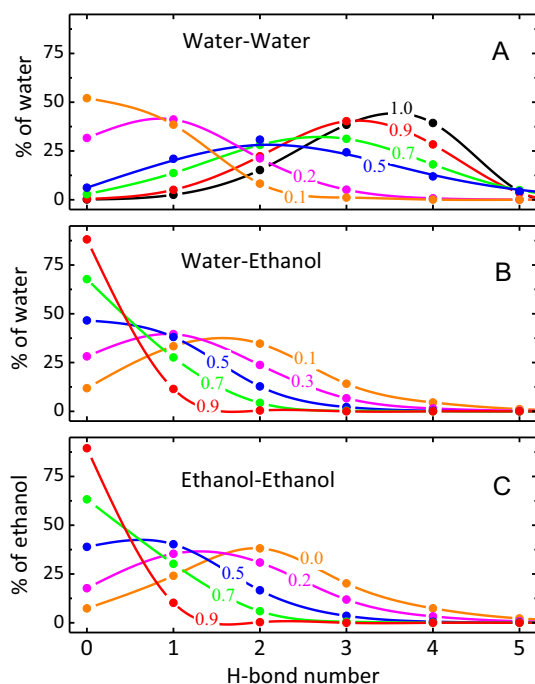 Water-Water
A
% of water
75
50
25
0
1.0
0.9
0.7
0.5
0.2
0.1
Water-Ethanol
B
% of water
75
50
25
0
0.1
0.5
0.3
0.7
0.9
Ethanol-Ethanol
C
% of ethanol
75
50
25
0
0.0
0.5
0.2
0.7
0.9
0 1 2 3 4 5
H-bond number